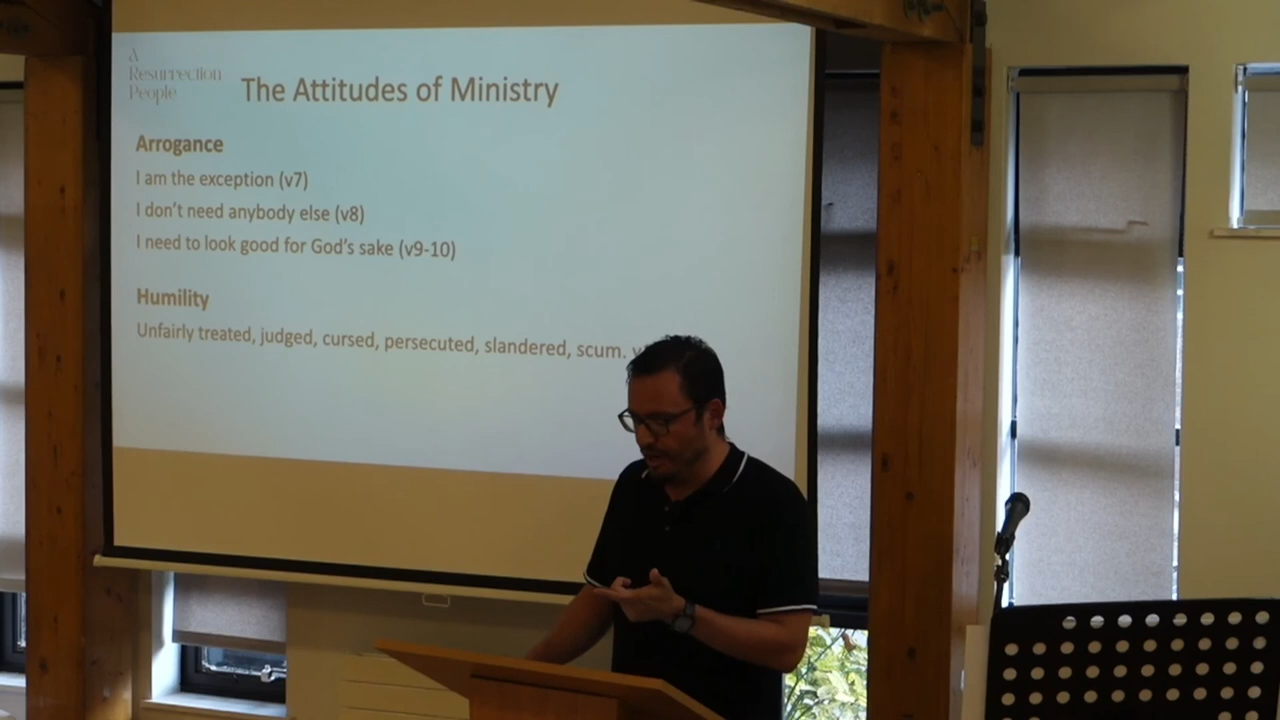 A
Resurrection
People
The Attitudes of Ministry
Arrogance
I am the exception (v7)
I don't need anybody else (v8)
I need to look good for God's sake (v9-10)
Humility
Unfairly treated, judged, cursed, persecuted, slandered, scum.